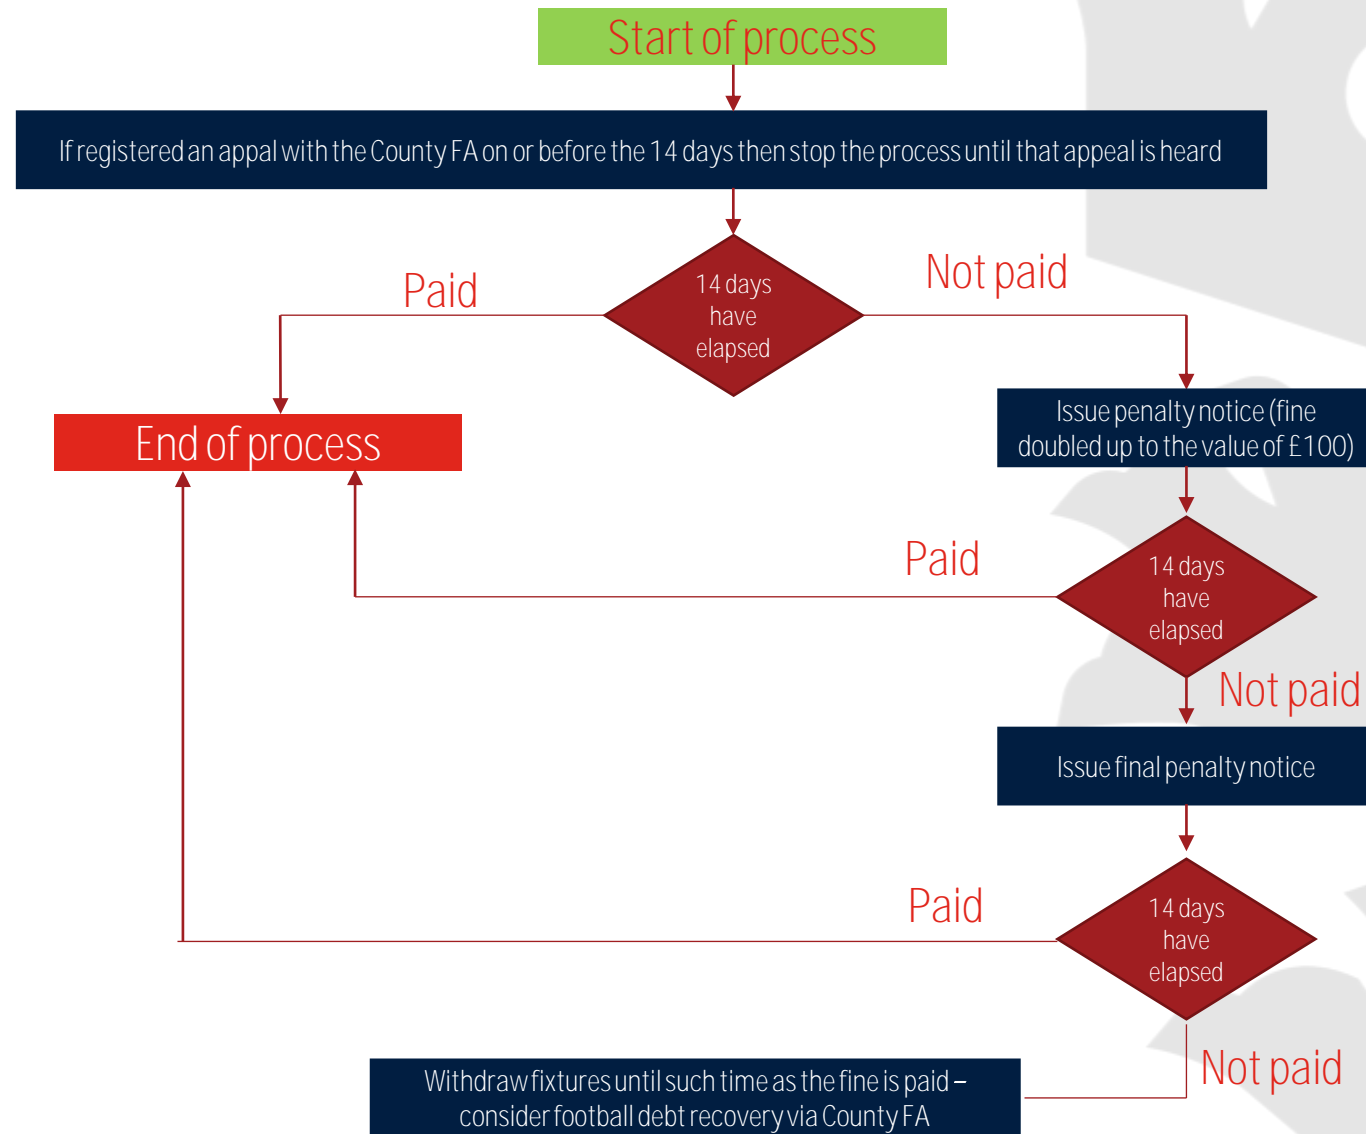 Start of process
If registered an appal with the County FA on or before the 14 days then stop the process until that appeal is heard
Paid
14 days
have
elapsed
Not paid
End of process
Issue penalty notice (fine
doubled up to the value of £100)
Paid
14 days
have
elapsed
Not paid
Issue final penalty notice
Paid
14 days
have
elapsed
Not paid
Withdraw fixtures until such time as the fine is paid –
consider football debt recovery via County FA